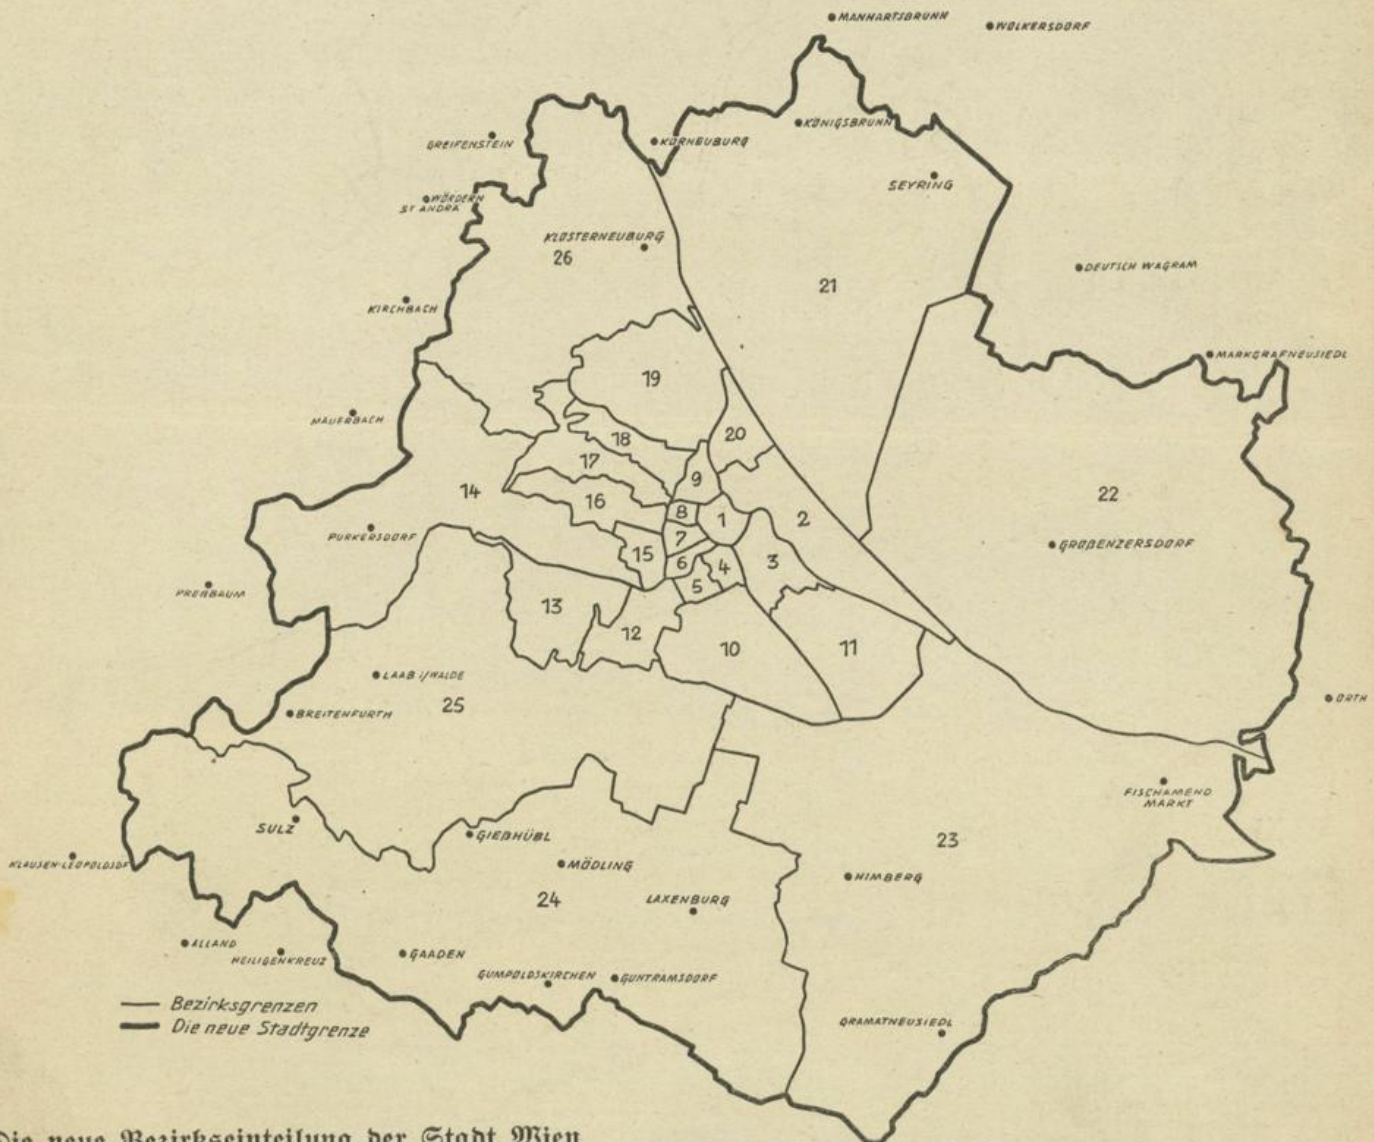 MANHARTSBRUNN
WOLKERSDORF
KÖNIGSBRUNN
GREIFENSTEIN
KORNEUBURG
SEYRING
WÖRDERN
ST ANDRÄ
KLOSTERNEUBURG
26
DEUTSCH WAGRAM
21
KIRCHBACH
MARKGRAFNEUSIEDL
19
MAUERBACH
20
18
17
9
14
16
22
8
1
2
7
PURKERSDORF
GROßENZERSDORF
15
6
4
3
5
PREßBAUM
13
12
10
11
LAAB i/WALDE
25
BREITENFURTH
ORTH
FISCHAMEND
MARKT
SULZ
GIEßHÜBL
23
KLAUSEN-LEOPOLDSDF
MÖDLING
HIMBERG
24
LAXENBURG
ALLAND
HEILIGENKREUZ
GAADEN
GUMPOLDSKIRCHEN
GUNTRAMSDORF
Bezirksgrenzen
Die neue Stadtgrenze
GRAMATNEUSIEDL
Die neue Bezirkseinteilung der Stadt Wien